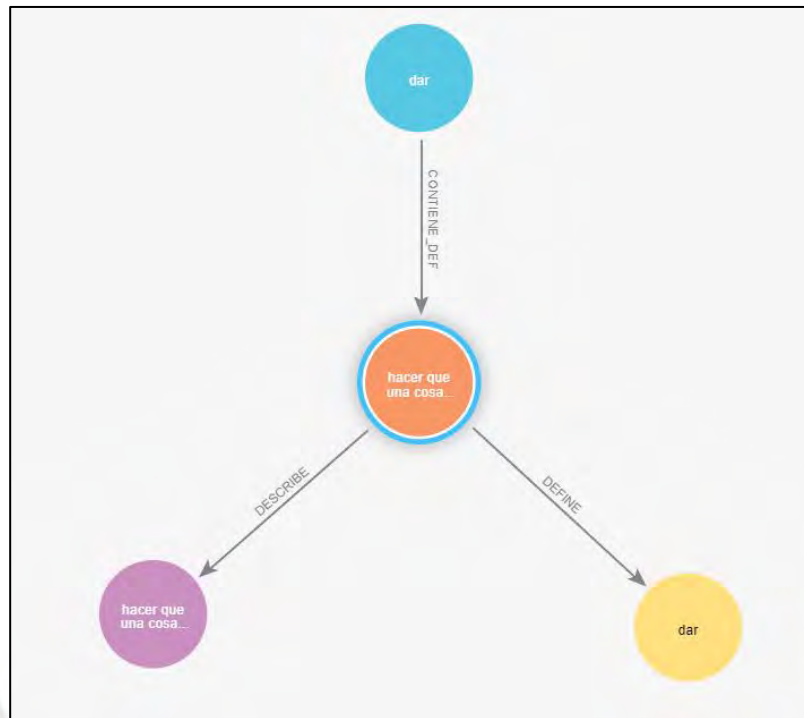 dar
CONTIENE_DEF
hacer que
una cosa...
DESCRIBE
DEFINE
hacer que
una cosa...
dar